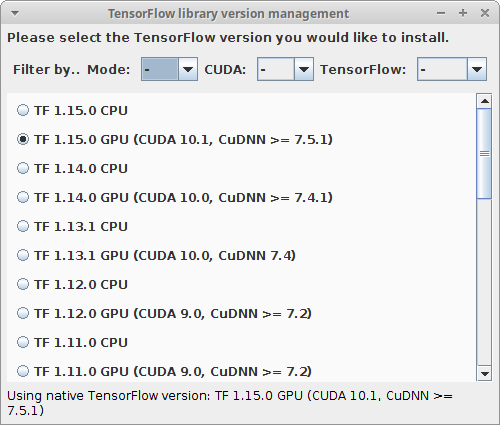 TensorFlow library version management
Please select the TensorFlow version you would like to install.
Filter by.. Mode: - CUDA: - TensorFlow: -
TF 1.15.0 CPU
TF 1.15.0 GPU (CUDA 10.1, CuDNN >= 7.5.1)
TF 1.14.0 CPU
TF 1.14.0 GPU (CUDA 10.0, CuDNN >= 7.4.1)
TF 1.13.1 CPU
TF 1.13.1 GPU (CUDA 10.0, CuDNN 7.4)
TF 1.12.0 CPU
TF 1.12.0 GPU (CUDA 9.0, CuDNN >= 7.2)
TF 1.11.0 CPU
TF 1.11.0 GPU (CUDA 9.0, CuDNN >= 7.2)
Using native TensorFlow version: TF 1.15.0 GPU (CUDA 10.1, CuDNN >=
7.5.1)